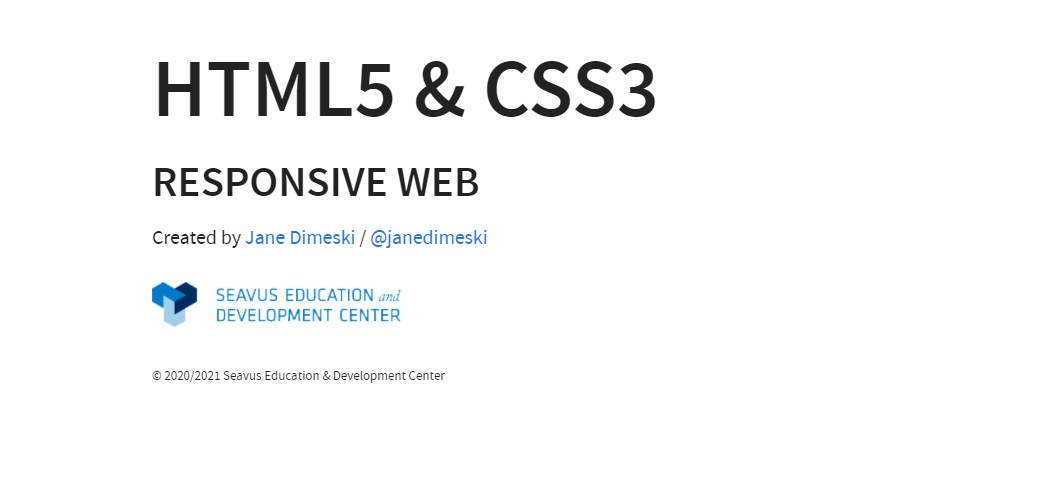 HTML5 & CSS3
RESPONSIVE WEB
Created by Jane Dimeski / @janedimeski
SEAVUS EDUCATION and
DEVELOPMENT CENTER
© 2020/2021 Seavus Education & Development Center